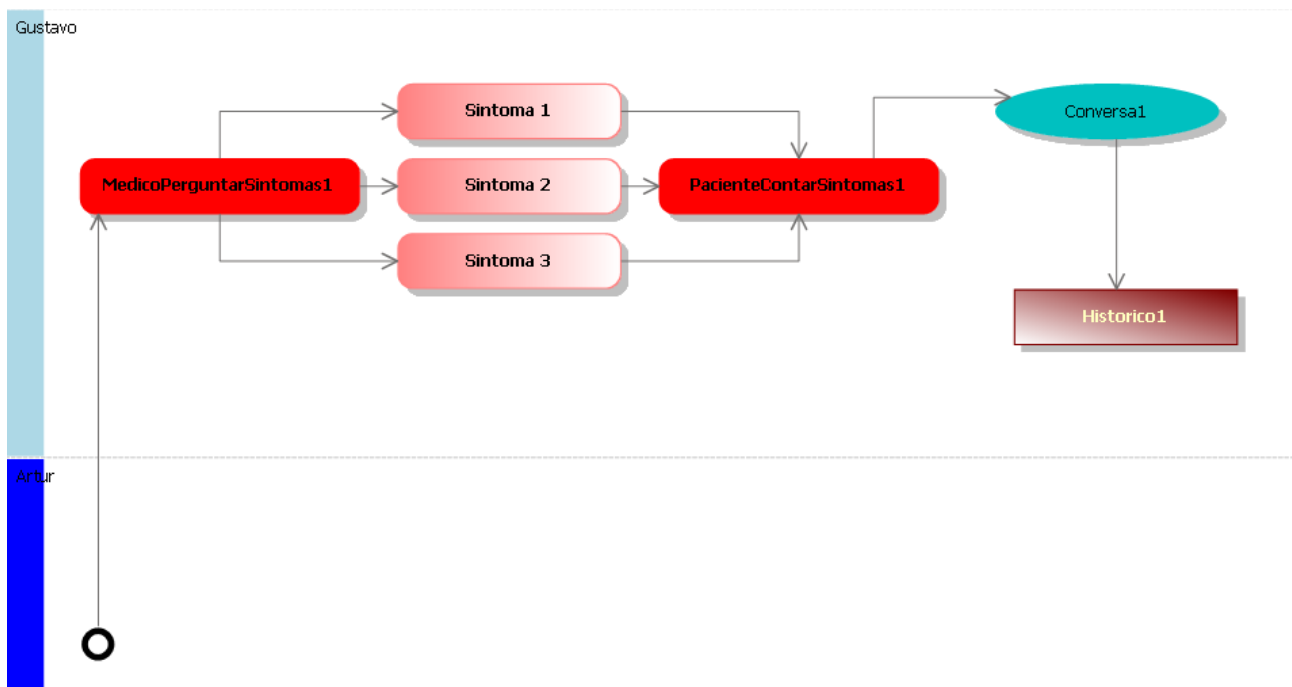 Gustavo
Sintoma 1
Conversa1
MedicoPerguntarSintomas1
Sintoma 2
PacienteContarSintomas1
Sintoma 3
Historico1
Artur